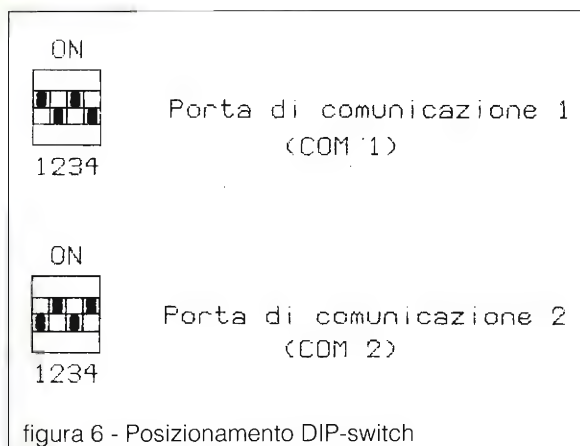 ON
Porta di comunicazione 1
(COM 1)
1234
ON
Porta di comunicazione 2
(COM 2)
1234
figura 6 - Posizionamento DIP-switch